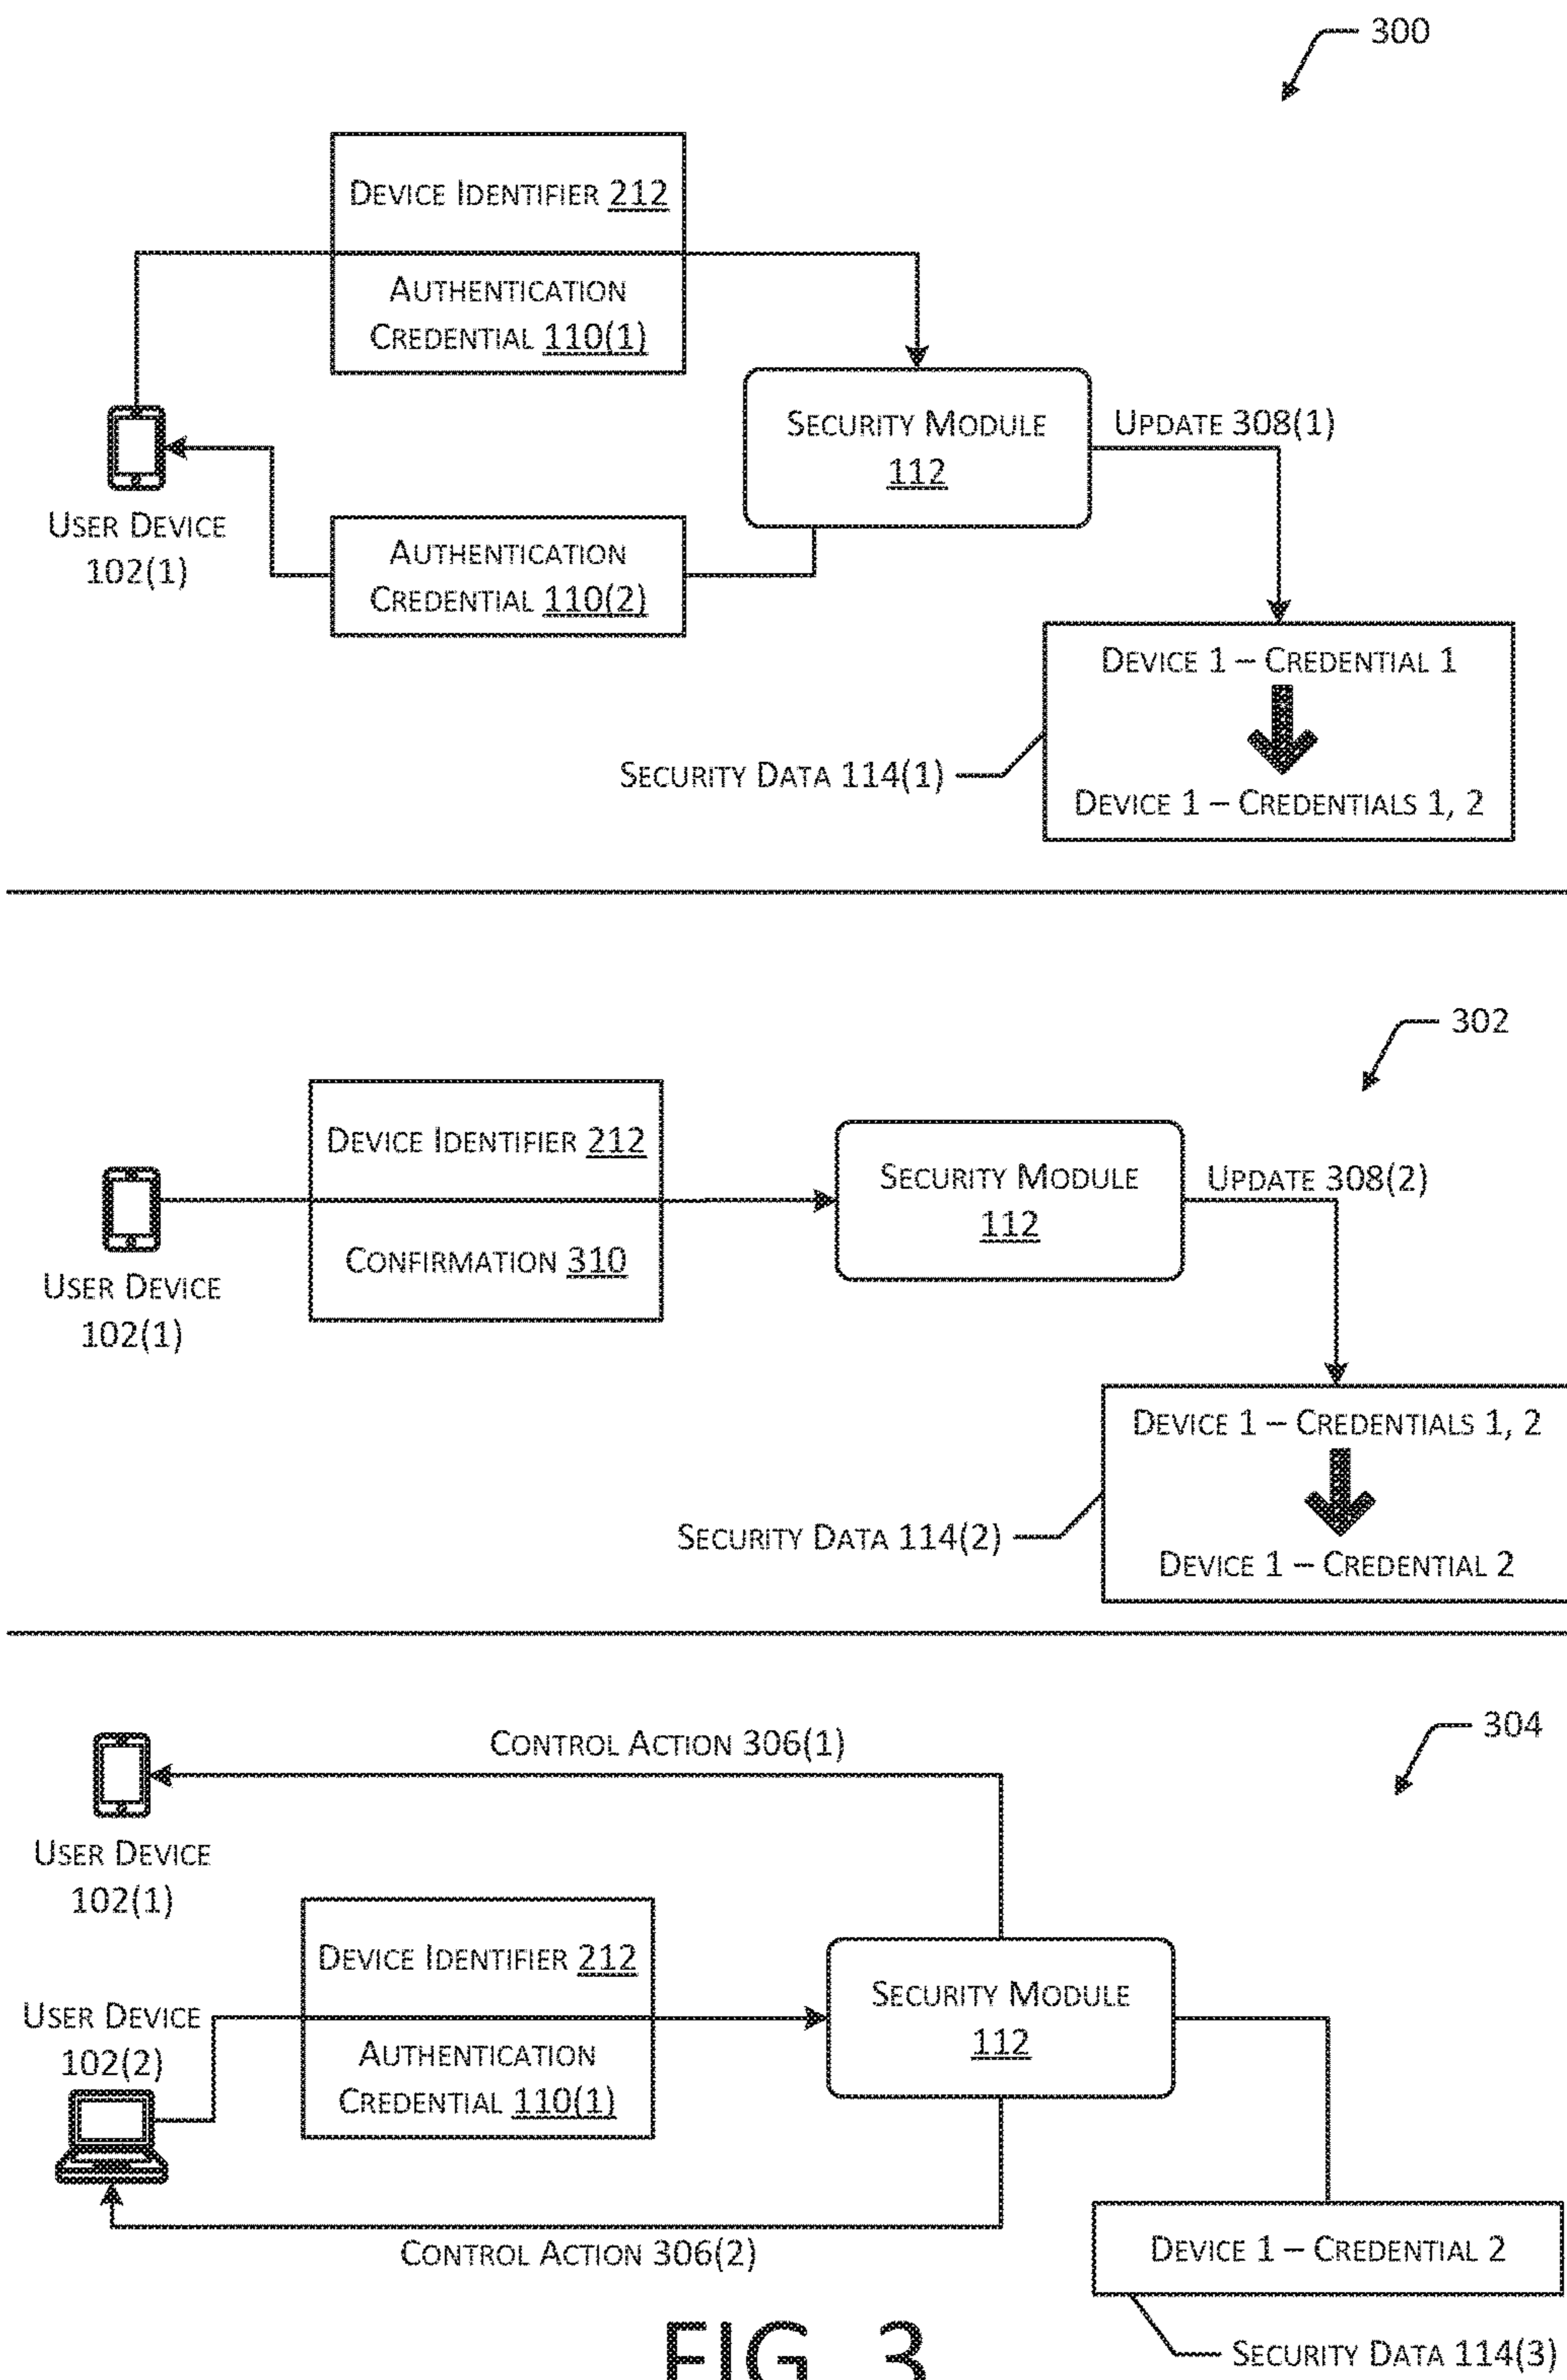 300
DEVICE IDENTIFIER 212
AUTHENTICATION
CREDENTIAL 110(1)
SECURITY MODULE
112
UPDATE 308(1)
USER DEVICE
102(1)
AUTHENTICATION
CREDENTIAL 110(2)
DEVICE 1 – CREDENTIAL 1
SECURITY DATA 114(1)
DEVICE 1 – CREDENTIALS 1, 2
302
DEVICE IDENTIFIER 212
CONFIRMATION 310
SECURITY MODULE
112
UPDATE 308(2)
USER DEVICE
102(1)
DEVICE 1 – CREDENTIALS 1, 2
SECURITY DATA 114(2)
DEVICE 1 – CREDENTIAL 2
304
CONTROL ACTION 306(1)
USER DEVICE
102(1)
DEVICE IDENTIFIER 212
AUTHENTICATION
CREDENTIAL 110(1)
SECURITY MODULE
112
USER DEVICE
102(2)
CONTROL ACTION 306(2)
DEVICE 1 – CREDENTIAL 2
SECURITY DATA 114(3)
FIG. 3